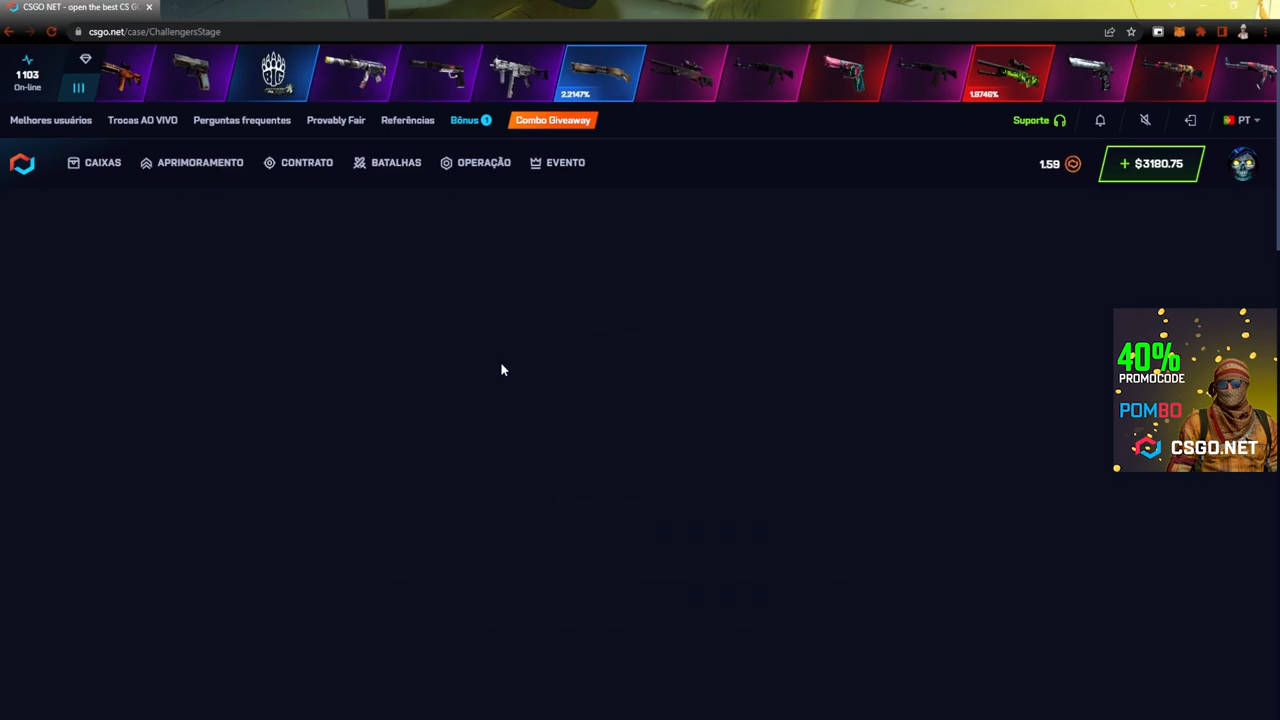 CSGO NET - open the best CS G
csgo.net/case/ChallengersStage
1 103
On-line
2.2147%
1.8746%
Melhores usuários Trocas AO VIVO Perguntas frequentes Provably Fair Referências Bônus 1 Combo Giveaway Suporte PT
CAIXAS APRIMORAMENTO CONTRATO BATALHAS OPERAÇÃO EVENTO 1.59 + $3180.75
40%
PROMOCODE
POMBO
CSGO.NET